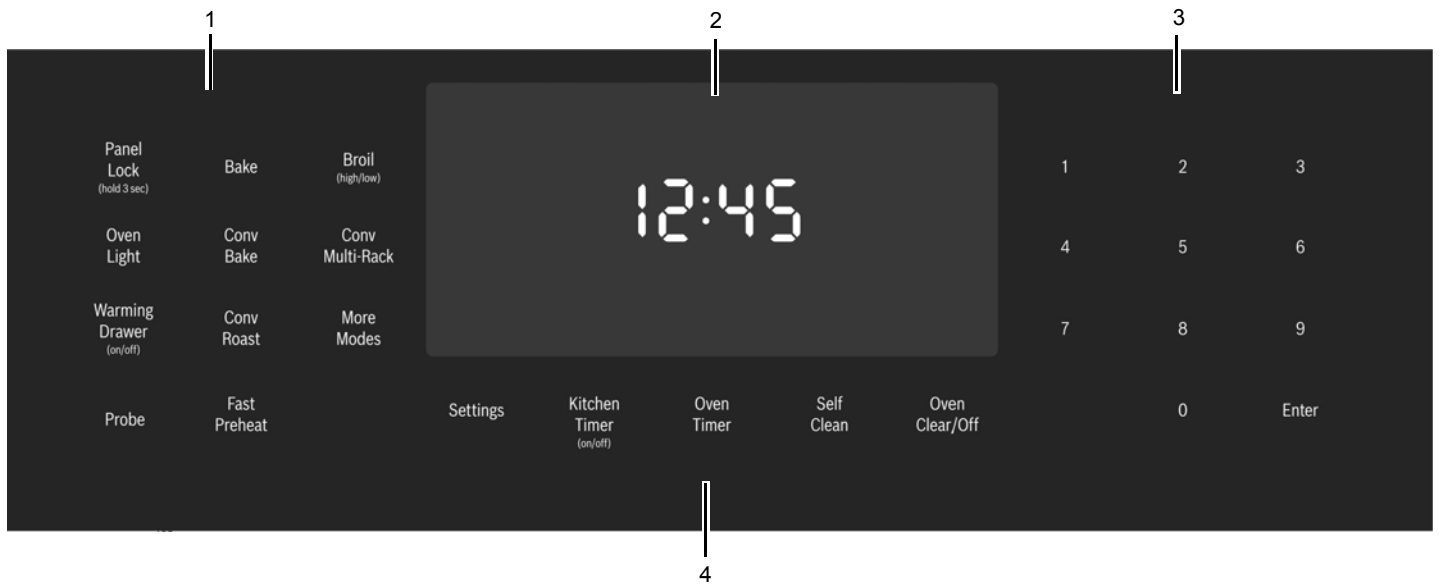 1
2
3
Panel
Lock
(hold 3 sec)
Bake
Broil
(high/low)
Oven
Light
Conv
Bake
Conv
Multi-Rack
Warming
Drawer
(on/off)
Conv
Roast
More
Modes
Probe
Fast
Preheat
12:45
1
2
3
4
5
6
7
8
9
0
Enter
Settings
Kitchen
Timer
(on/off)
Oven
Timer
Self
Clean
Oven
Clear/Off
4